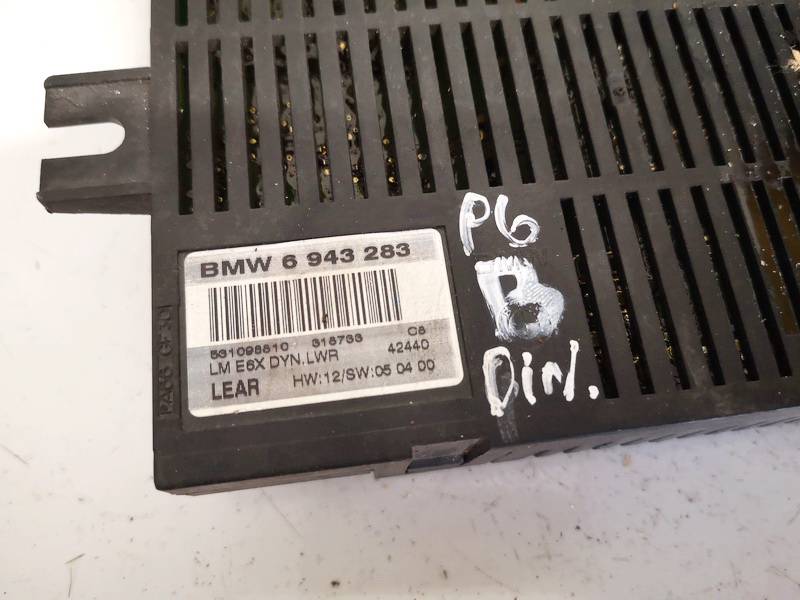 BMW 6 943 283
531098810 318733 C8
LM E6X DYN.LWR 42440
LEAR HW:12/SW:05 04 00
P6
B
Din.